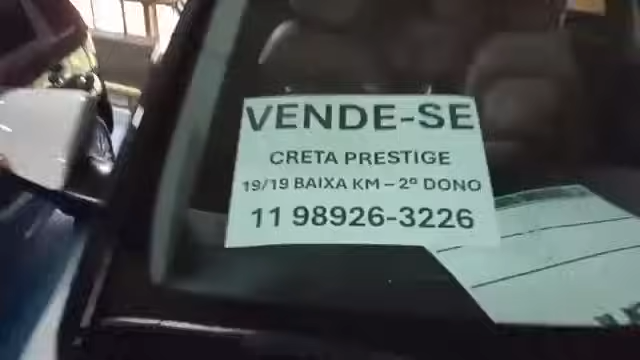 VENDE-SE
CRETA PRESTIGE
19/19 BAIXA KM – 2º DONO
11 98926-3226